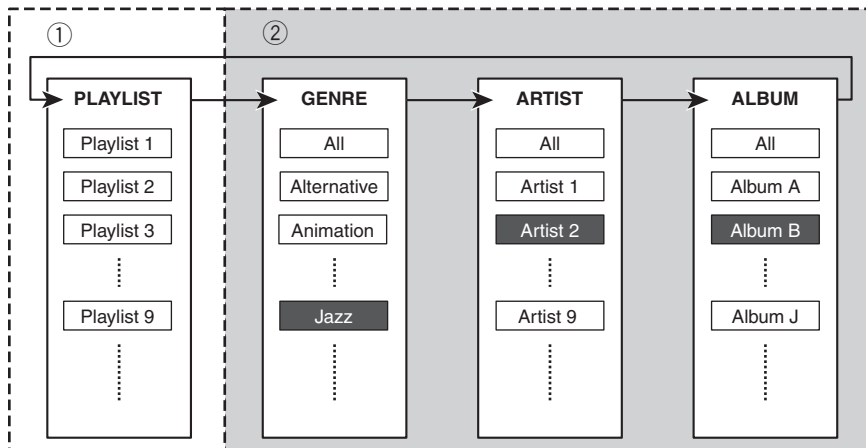 ① ②
PLAYLIST GENRE ARTIST ALBUM
Playlist 1 All All All
Playlist 2 Alternative Artist 1 Album A
Playlist 3 Animation Artist 2 Album B
Playlist 9 Jazz Artist 9 Album J